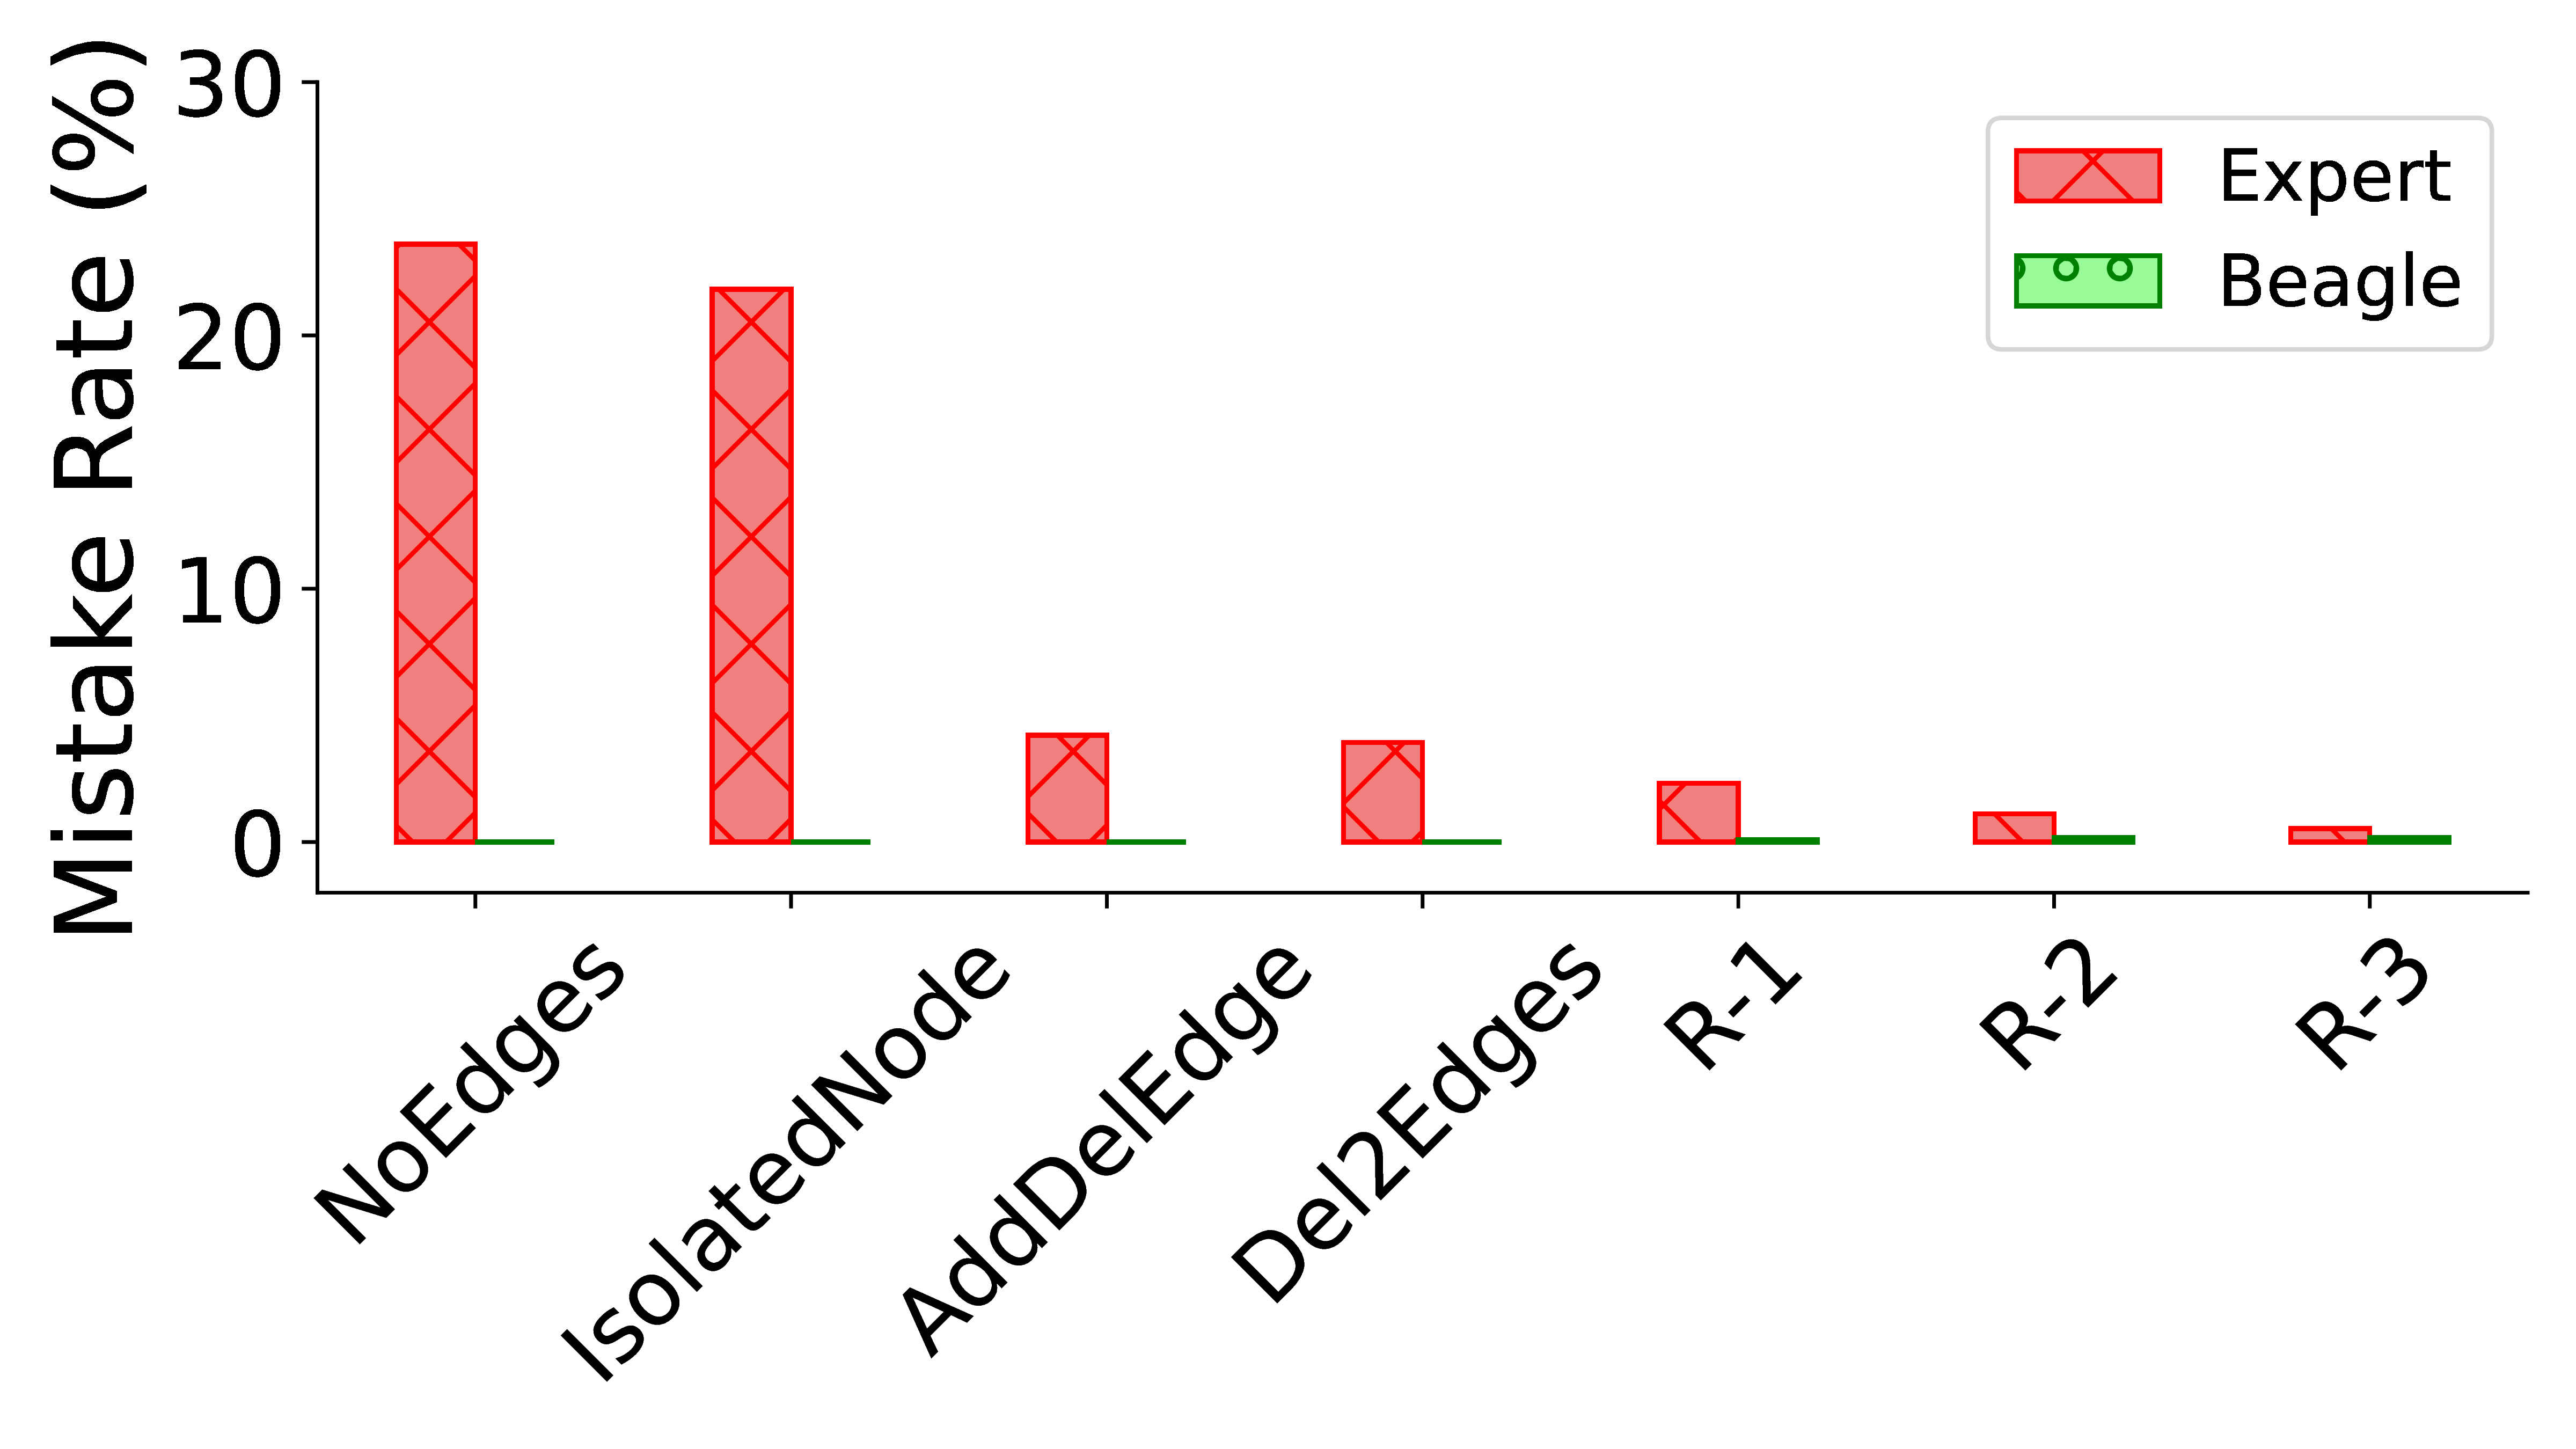 Mistake Rate (%)
30
20
10
0
Expert
Beagle
NoEdges
IsolatedNode
AddDelEdge
Del2Edges
R-1
R-2
R-3